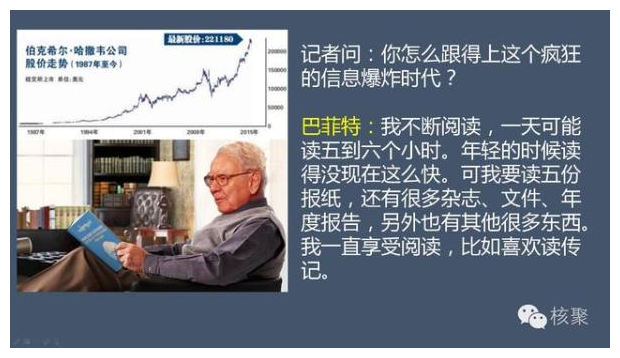 最新股价:221180
伯克希尔·哈撒韦公司
股价走势(1987年至今)
纽交所上市 单位:美元
200000
150000
100000
50000
0
1987年 1994年 2001年 2008年 2015年
记者问：你怎么跟得上这个疯狂
的信息爆炸时代？
巴菲特：我不断阅读，一天可能
读五到六个小时。年轻的时候读
得没现在这么快。可我要读五份
报纸，还有很多杂志、文件、年
度报告，另外也有其他很多东西。
我一直享受阅读，比如喜欢读传
记。
核聚